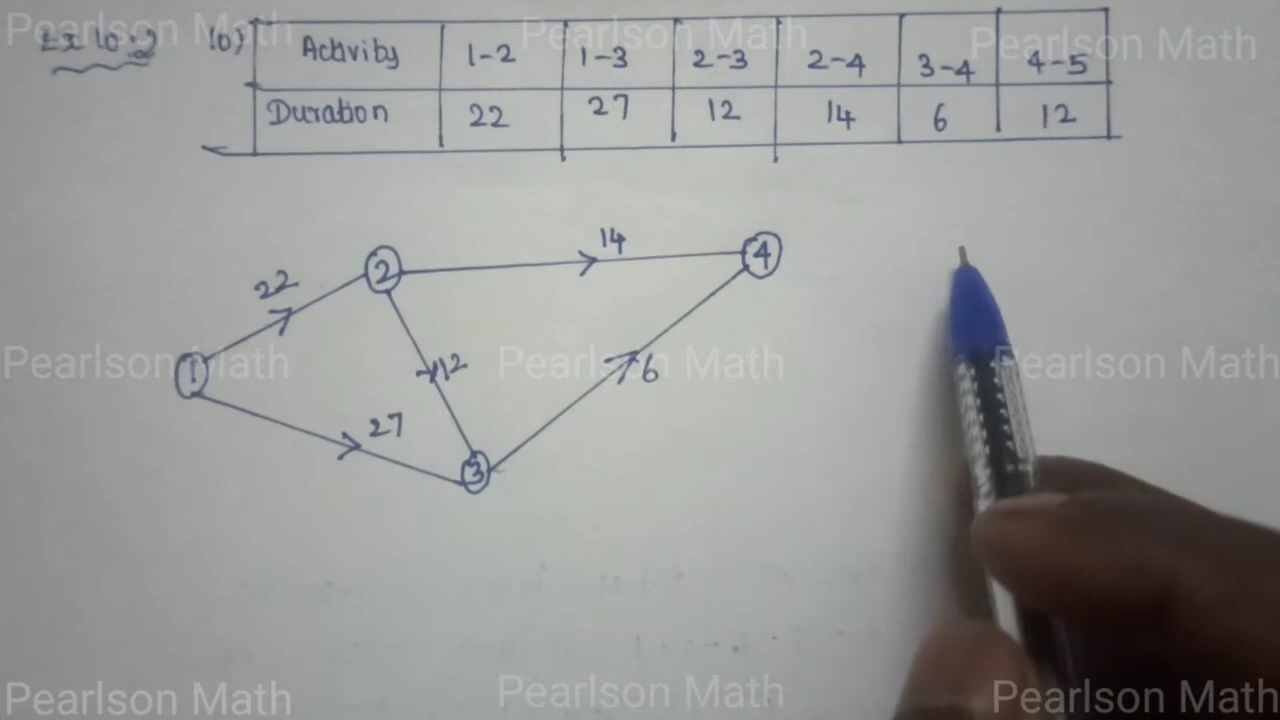 Pearlson Math Pearlson Math Pearlson Math
Ex 10.2 10) Activity 1-2 1-3 2-3 2-4 3-4 4-5
Duration 22 27 12 14 6 12
14
2 4
22
Pearlson Math Pearlson Math Pearlson Math
1 12 6
27
3
Pearlson Math Pearlson Math Pearlson Math